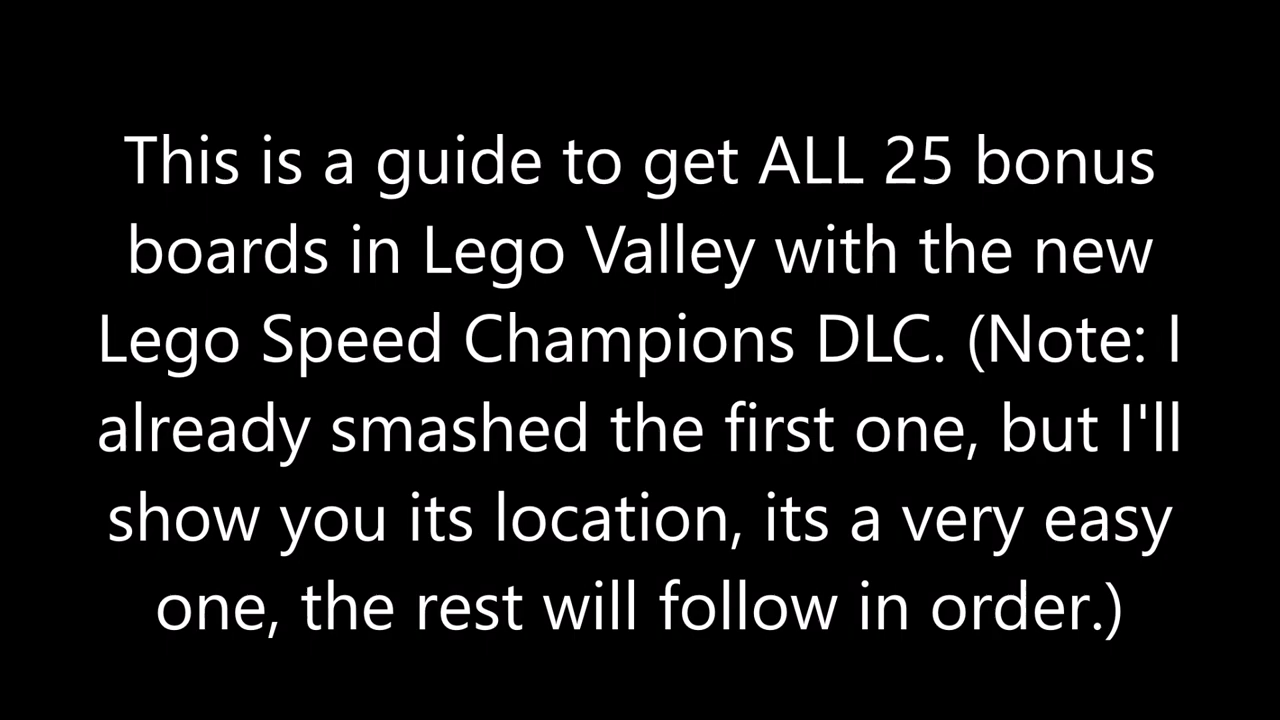 This is a guide to get ALL 25 bonus
boards in Lego Valley with the new
Lego Speed Champions DLC. (Note: I
already smashed the first one, but I'll
show you its location, its a very easy
one, the rest will follow in order.)